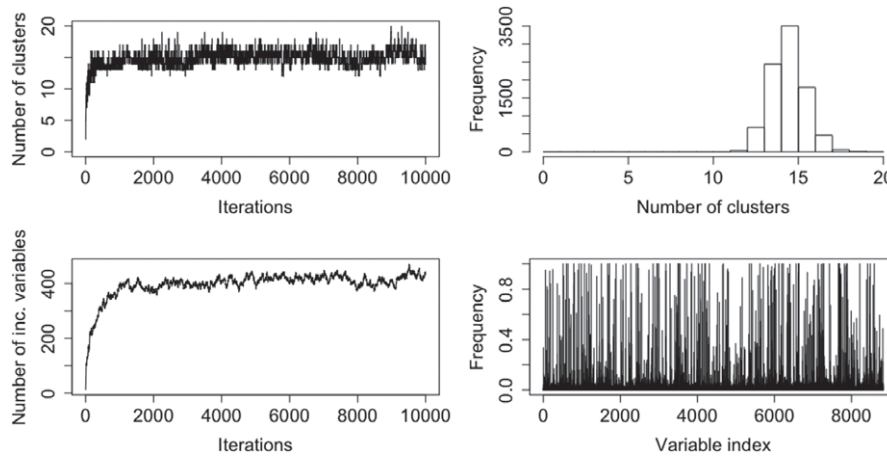 Number of clusters
0 5 10 15 20
0 2000 4000 6000 8000 10000
Iterations
Frequency
0 1500 3500
0 5 10 15 20
Number of clusters
Number of inc. variables
0 200 400
0 2000 4000 6000 8000 10000
Iterations
Frequency
0.0 0.4 0.8
0 2000 4000 6000 8000
Variable index